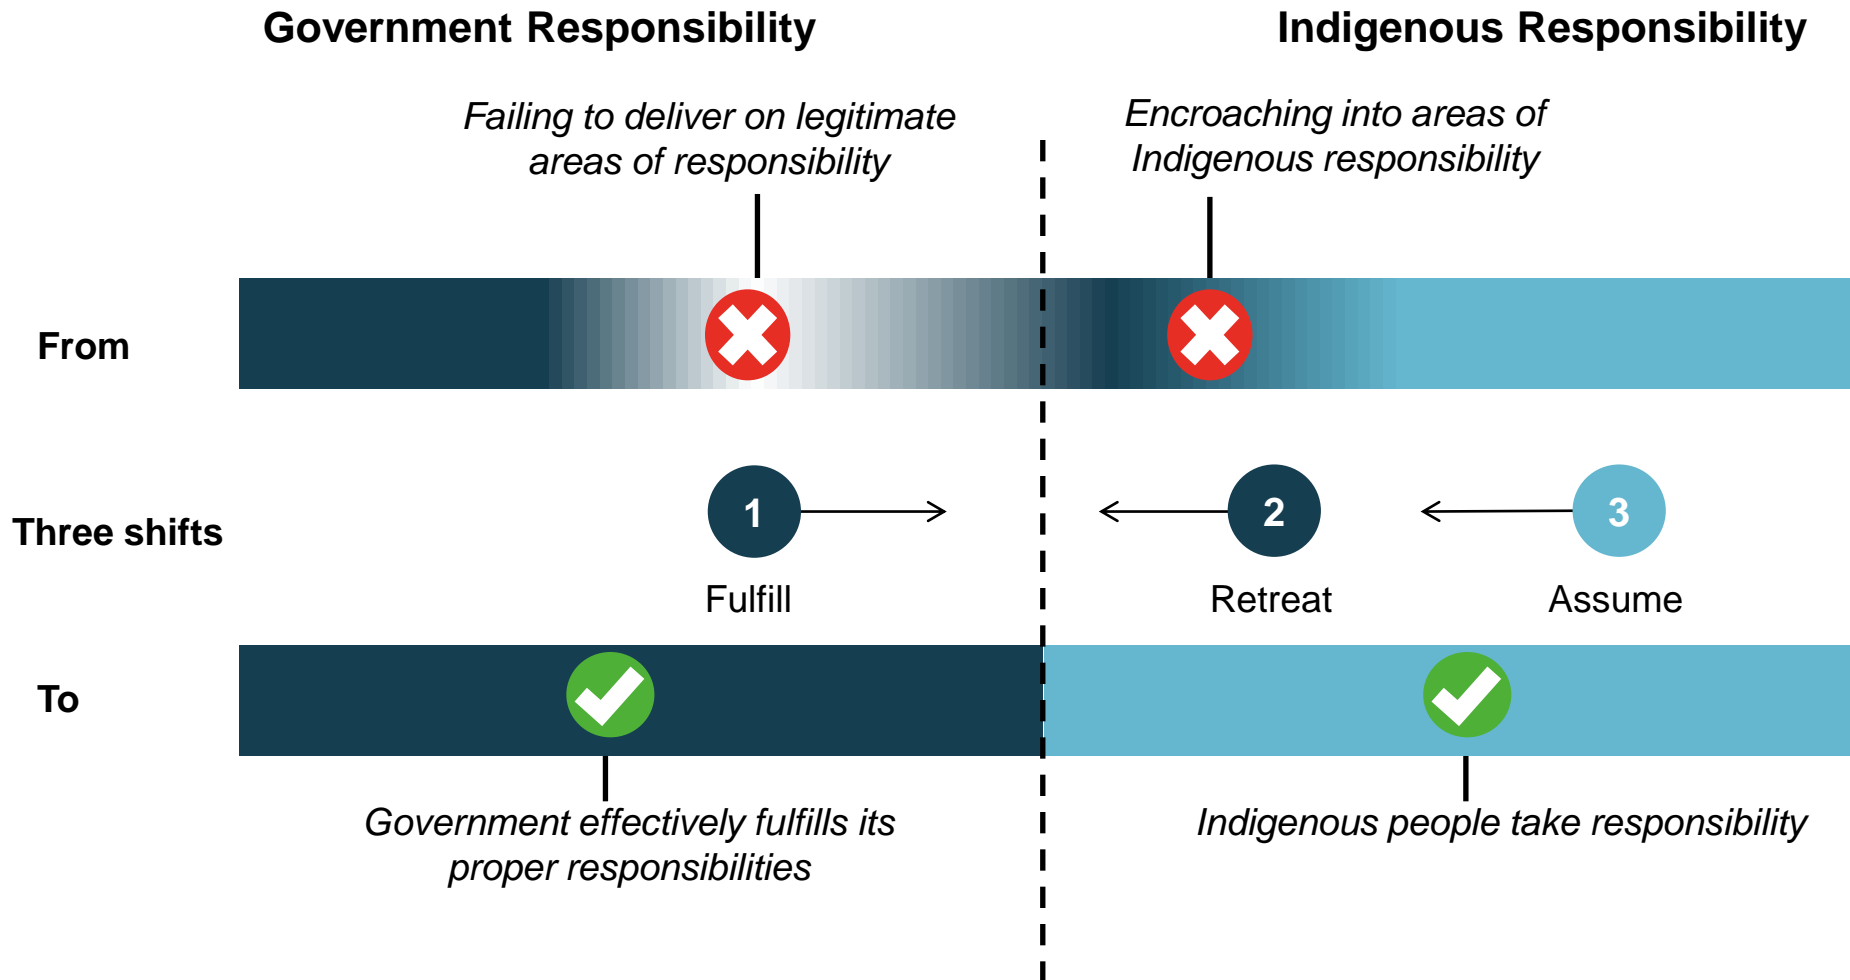 Government Responsibility
Indigenous Responsibility
Failing to deliver on legitimate
areas of responsibility
Encroaching into areas of
Indigenous responsibility
From
Three shifts
1
2
3
Fulfill
Retreat
Assume
To
Government effectively fulfills its
proper responsibilities
Indigenous people take responsibility